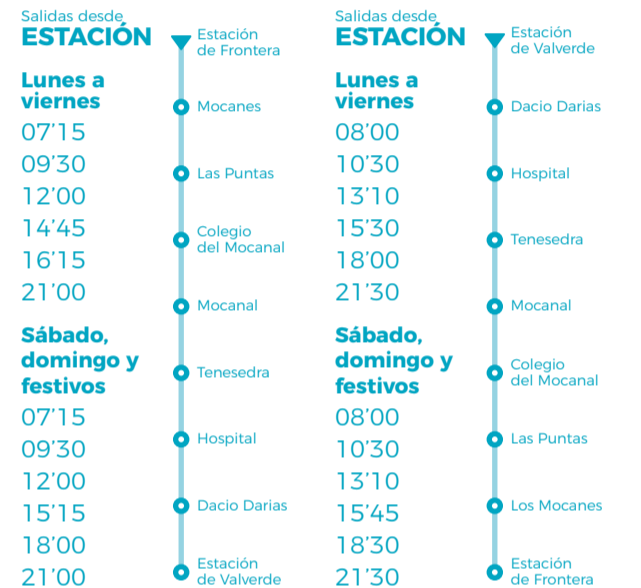 Salidas desde
ESTACIÓN
Lunes a
viernes
07’15
09’30
12’00
14’45
16’15
21’00
Sábado,
domingo y
festivos
07’15
09’30
12’00
15’15
18’00
21’00
Estación
de Frontera
Mocanes
Las Puntas
Colegio
del Mocanal
Mocanal
Tenesedra
Hospital
Dacio Darias
Estación
de Valverde
Salidas desde
ESTACIÓN
Lunes a
viernes
08’00
10’30
13’10
15’30
18’00
21’30
Sábado,
domingo y
festivos
08’00
10’30
13’10
15’45
18’30
21’30
Estación
de Valverde
Dacio Darias
Hospital
Tenesedra
Mocanal
Colegio
del Mocanal
Las Puntas
Los Mocanes
Estación
de Frontera